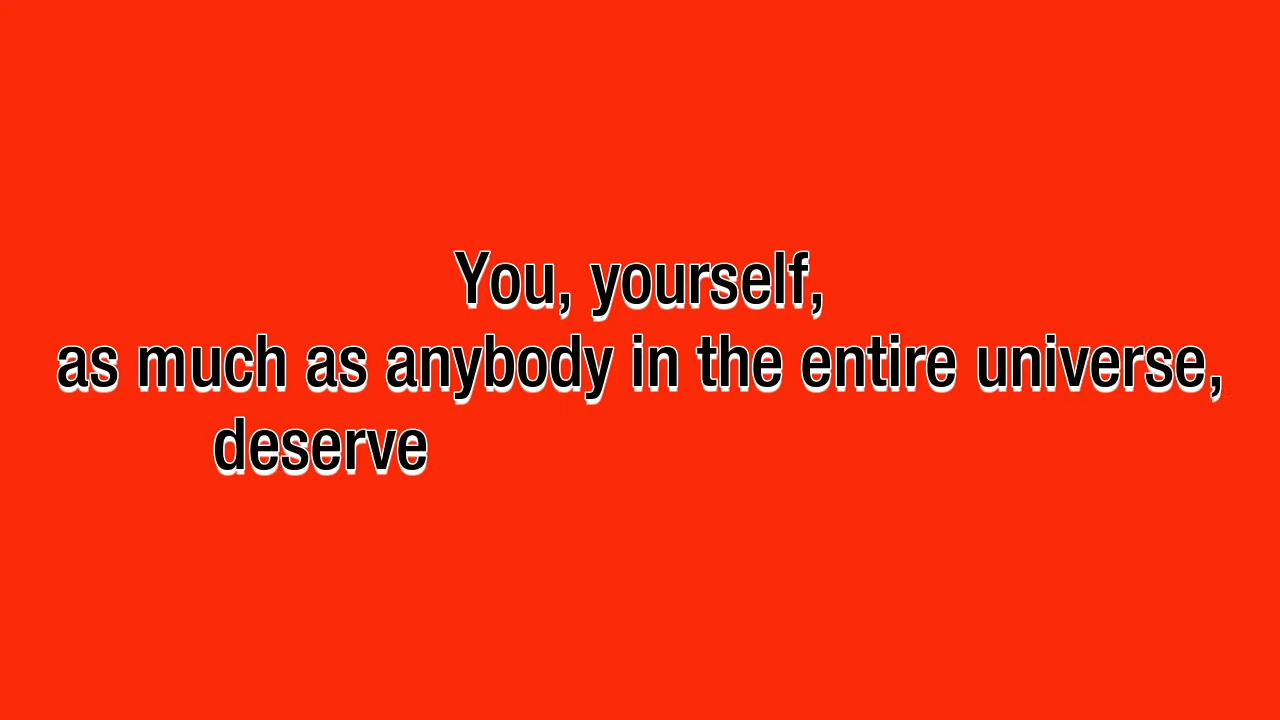 You, yourself,
as much as anybody in the entire universe,
deserve